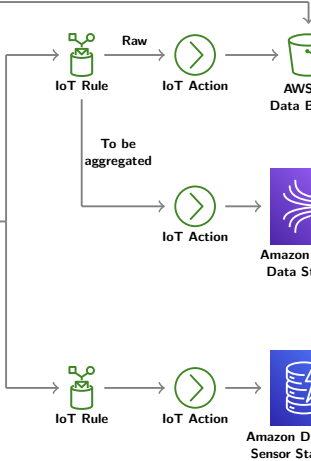 Raw
IoT Rule
IoT Action
AWS
Data B
To be
aggregated
IoT Action
Amazon
Data St
IoT Rule
IoT Action
Amazon D
Sensor Sta